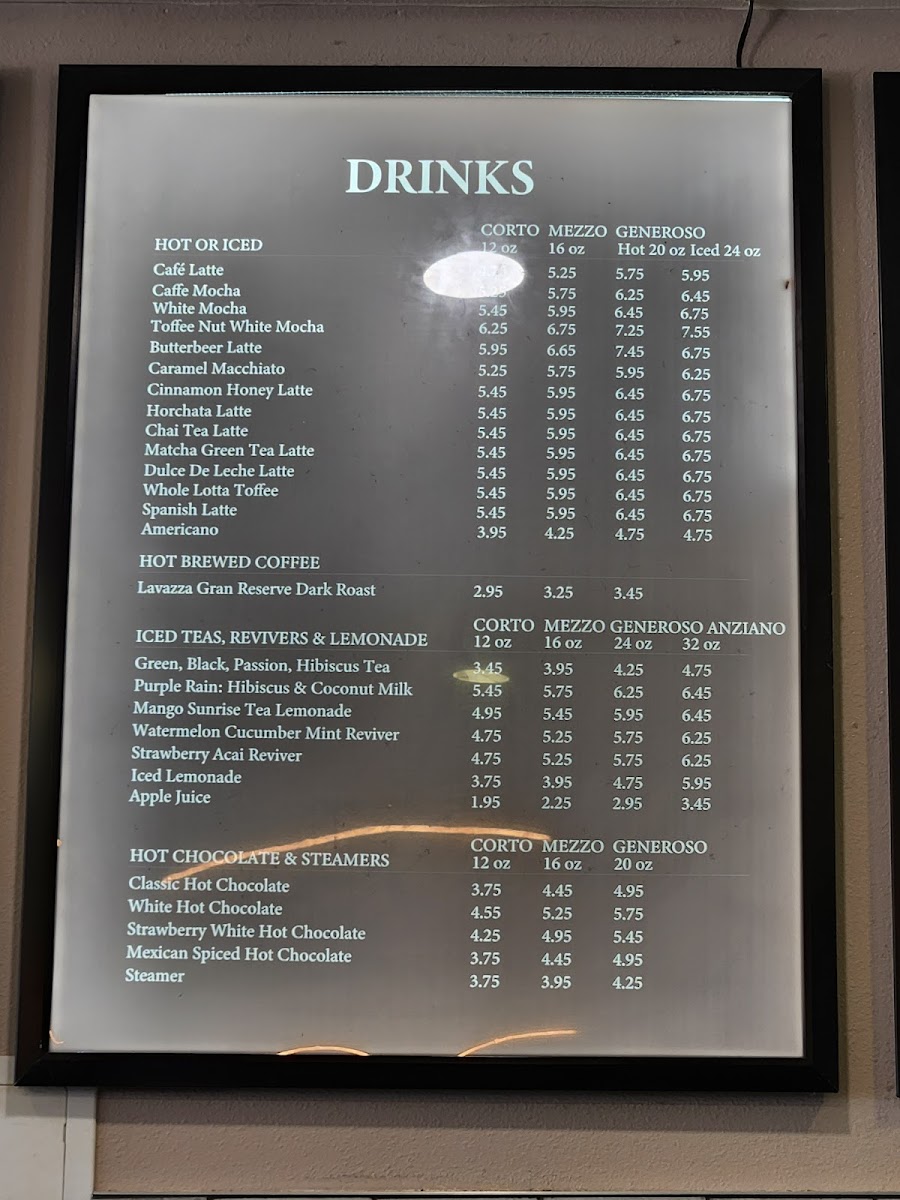 DRINKS
CORTO MEZZO GENEROSO
HOT OR ICED 12 oz 16 oz Hot 20 oz Iced 24 oz
Café Latte 5.25 5.75 5.95
Caffe Mocha 5.75 6.25 6.45
White Mocha 5.45 5.95 6.45 6.75
Toffee Nut White Mocha 6.25 6.75 7.25 7.55
Butterbeer Latte 5.95 6.65 7.45 6.75
Caramel Macchiato 5.25 5.75 5.95 6.25
Cinnamon Honey Latte 5.45 5.95 6.45 6.75
Horchata Latte 5.45 5.95 6.45 6.75
Chai Tea Latte 5.45 5.95 6.45 6.75
Matcha Green Tea Latte 5.45 5.95 6.45 6.75
Dulce De Leche Latte 5.45 5.95 6.45 6.75
Whole Lotta Toffee 5.45 5.95 6.45 6.75
Spanish Latte 5.45 5.95 6.45 6.75
Americano 3.95 4.25 4.75 4.75
HOT BREWED COFFEE
Lavazza Gran Reserve Dark Roast 2.95 3.25 3.45
CORTO MEZZO GENEROSO ANZIANO
ICED TEAS, REVIVERS & LEMONADE 12 oz 16 oz 24 oz 32 oz
Green, Black, Passion, Hibiscus Tea 3.45 3.95 4.25 4.75
Purple Rain: Hibiscus & Coconut Milk 5.45 5.75 6.25 6.45
Mango Sunrise Tea Lemonade 4.95 5.45 5.95 6.45
Watermelon Cucumber Mint Reviver 4.75 5.25 5.75 6.25
Strawberry Acai Reviver 4.75 5.25 5.75 6.25
Iced Lemonade 3.75 3.95 4.75 5.95
Apple Juice 1.95 2.25 2.95 3.45
CORTO MEZZO GENEROSO
HOT CHOCOLATE & STEAMERS 12 oz 16 oz 20 oz
Classic Hot Chocolate 3.75 4.45 4.95
White Hot Chocolate 4.55 5.25 5.75
Strawberry White Hot Chocolate 4.25 4.95 5.45
Mexican Spiced Hot Chocolate 3.75 4.45 4.95
Steamer 3.75 3.95 4.25